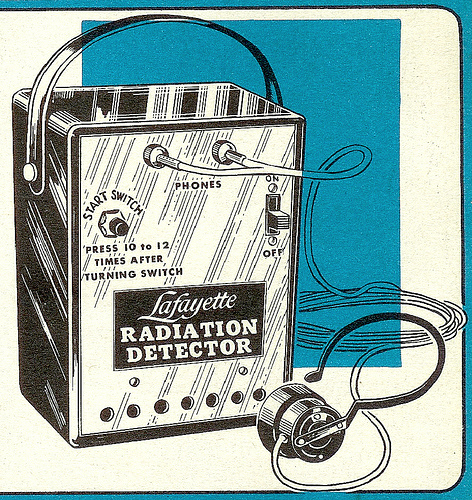 PHONES
ON
START SWITCH
OFF
PRESS 10 to 12
TIMES AFTER
TURNING SWITCH
Lafayette
RADIATION
DETECTOR